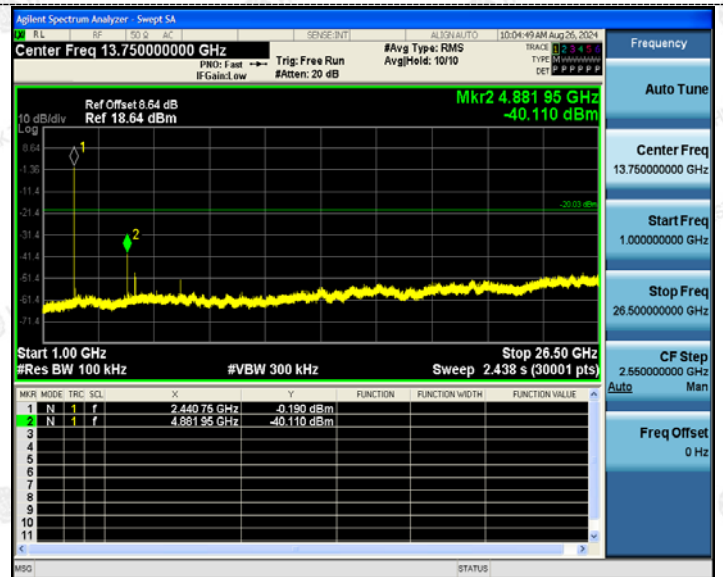 Agilent Spectrum Analyzer - Swept SA
RL RF 50 Ω AC SENSE:INT ALIGNAUTO 10:04:49 AM Aug 26, 2024
Center Freq 13.750000000 GHz
PNO: Fast
IFGain:Low
Trig: Free Run
#Atten: 20 dB
#Avg Type: RMS
Avg|Hold: 10/10
TRACE 1 2 3 4 5 6
TYPE M
DET P P P P P P
Frequency
Auto Tune
Center Freq
13.750000000 GHz
Start Freq
1.000000000 GHz
Stop Freq
26.500000000 GHz
CF Step
2.550000000 GHz
Auto Man
Freq Offset
0 Hz
Mkr2 4.881 95 GHz
-40.110 dBm
Ref Offset 8.64 dB
10 dB/div Ref 18.64 dBm
Log
8.64
-1.36
-11.4
-21.4
-31.4
-41.4
-51.4
-61.4
-71.4
1
2
-20.03 dBm
Start 1.00 GHz Stop 26.50 GHz
#Res BW 100 kHz #VBW 300 kHz Sweep 2.438 s (30001 pts)
MKR MODE TRC SCL X Y FUNCTION FUNCTION WIDTH FUNCTION VALUE
1 N 1 f 2.440 75 GHz -0.190 dBm
2 N 1 f 4.881 95 GHz -40.110 dBm
3
4
5
6
7
8
9
10
11
MSG STATUS